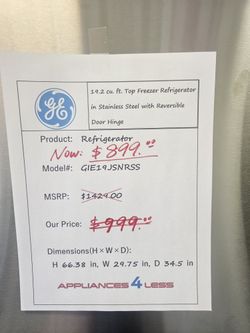 GE
19.2 cu. ft. Top Freezer Refrigerator
in Stainless Steel with Reversible
Door Hinge
Product: Refrigerator
Now: $899.00
Model#: GIE19JSNRSS
MSRP: $1429.00
Our Price: $999.00
Dimensions(H×W×D):
H 66.38 in, W 29.75 in, D 34.5 in
APPLIANCES 4 LESS